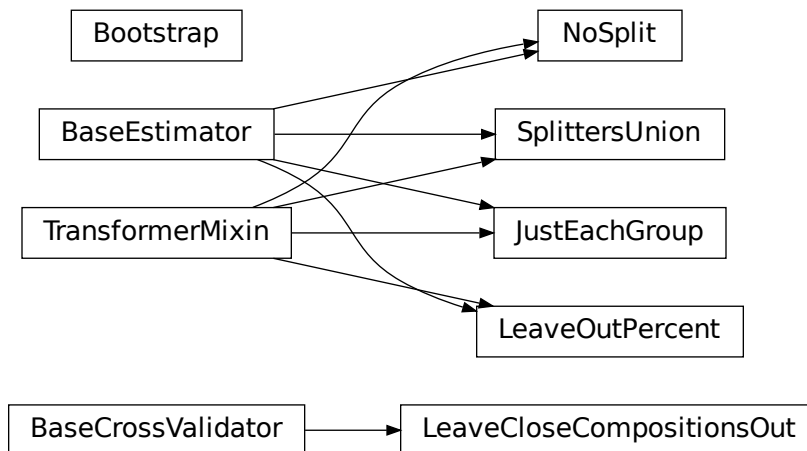 Bootstrap
NoSplit
BaseEstimator
SplittersUnion
TransformerMixin
JustEachGroup
LeaveOutPercent
BaseCrossValidator
LeaveCloseCompositionsOut